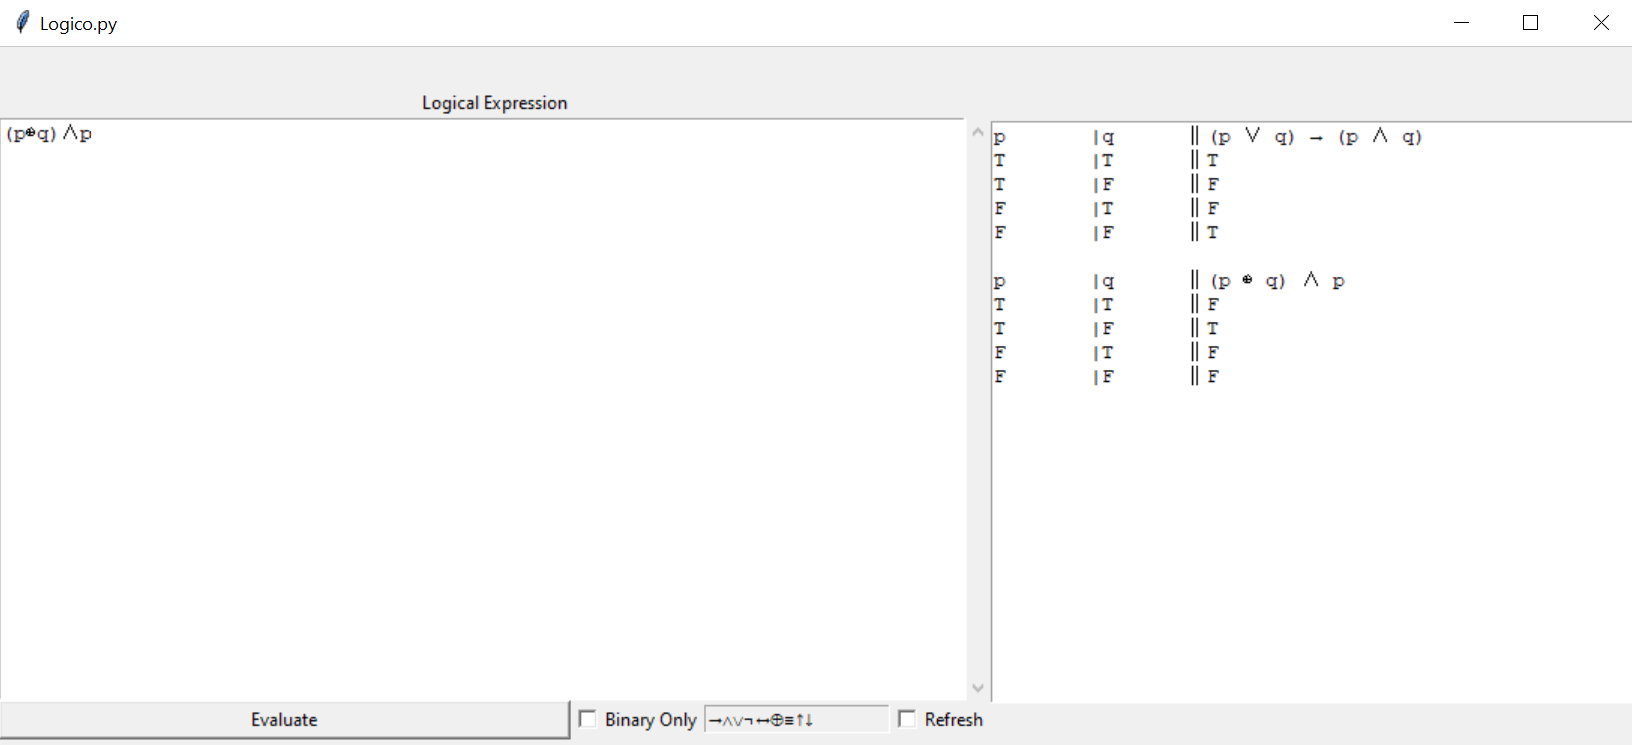 Logico.py
Logical Expression
(p⊕q)∧p
p |q ‖ (p ∨ q) → (p ∧ q)
T |T ‖ T
T |F ‖ F
F |T ‖ F
F |F ‖ T
p |q ‖ (p ⊕ q) ∧ p
T |T ‖ F
T |F ‖ T
F |T ‖ F
F |F ‖ F
Evaluate
Binary Only
→∧∨¬↔⊕≡↑↓
Refresh